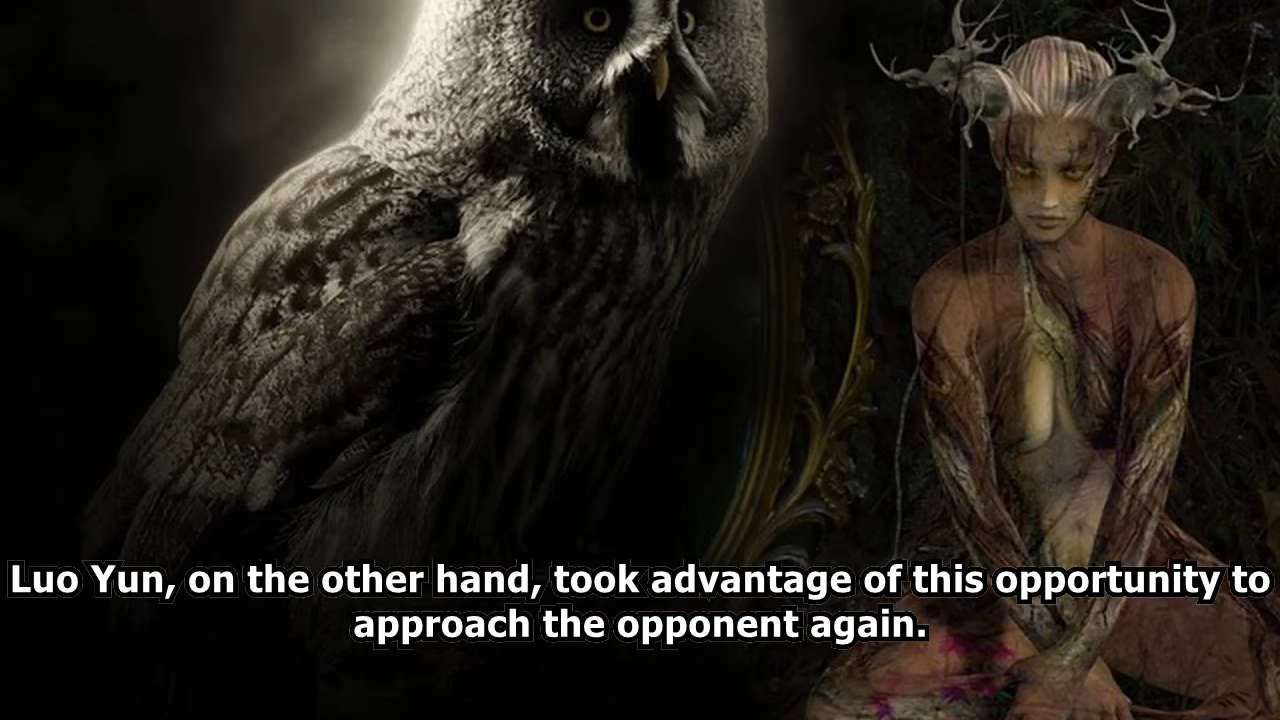 Luo Yun, on the other hand, took advantage of this opportunity to
approach the opponent again.